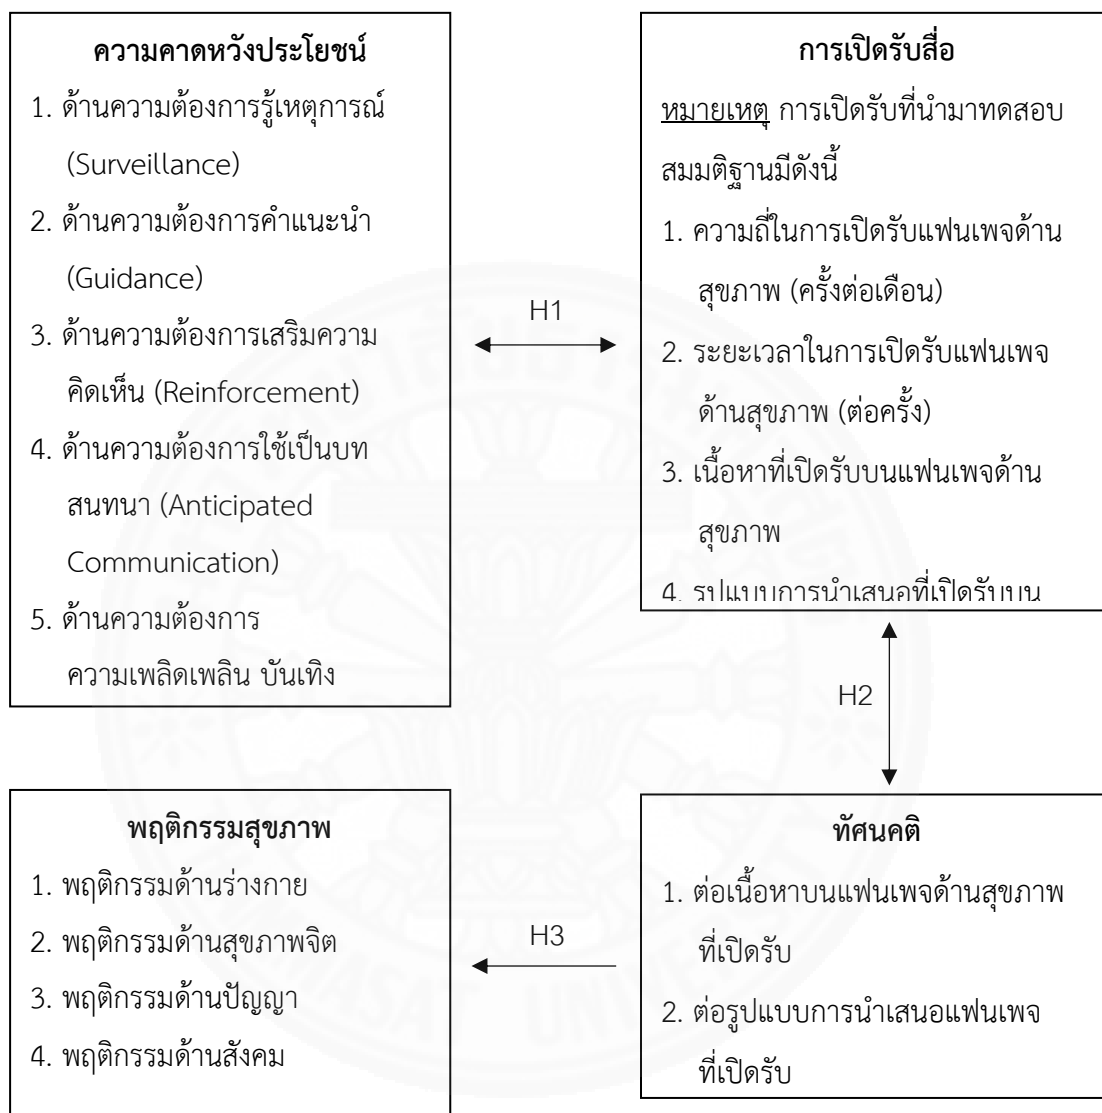 ความคาดหวังประโยชน์
1. ด้านความต้องการรู้เหตุการณ์
(Surveillance)
2. ด้านความต้องการคำแนะนำ
(Guidance)
3. ด้านความต้องการเสริมความ
คิดเห็น (Reinforcement)
4. ด้านความต้องการใช้เป็นบท
สนทนา (Anticipated
Communication)
5. ด้านความต้องการ
ความเพลิดเพลิน บันเทิง
H1
การเปิดรับสื่อ
หมายเหตุ การเปิดรับที่นำมาทดสอบ
สมมติฐานมีดังนี้
1. ความถี่ในการเปิดรับแฟนเพจด้าน
สุขภาพ (ครั้งต่อเดือน)
2. ระยะเวลาในการเปิดรับแฟนเพจ
ด้านสุขภาพ (ต่อครั้ง)
3. เนื้อหาที่เปิดรับบนแฟนเพจด้าน
สุขภาพ
4. รูปแบบการนำเสนอที่เปิดรับบน
H2
พฤติกรรมสุขภาพ
1. พฤติกรรมด้านร่างกาย
2. พฤติกรรมด้านสุขภาพจิต
3. พฤติกรรมด้านปัญญา
4. พฤติกรรมด้านสังคม
H3
ทัศนคติ
1. ต่อเนื้อหาบนแฟนเพจด้านสุขภาพ
ที่เปิดรับ
2. ต่อรูปแบบการนำเสนอแฟนเพจ
ที่เปิดรับ